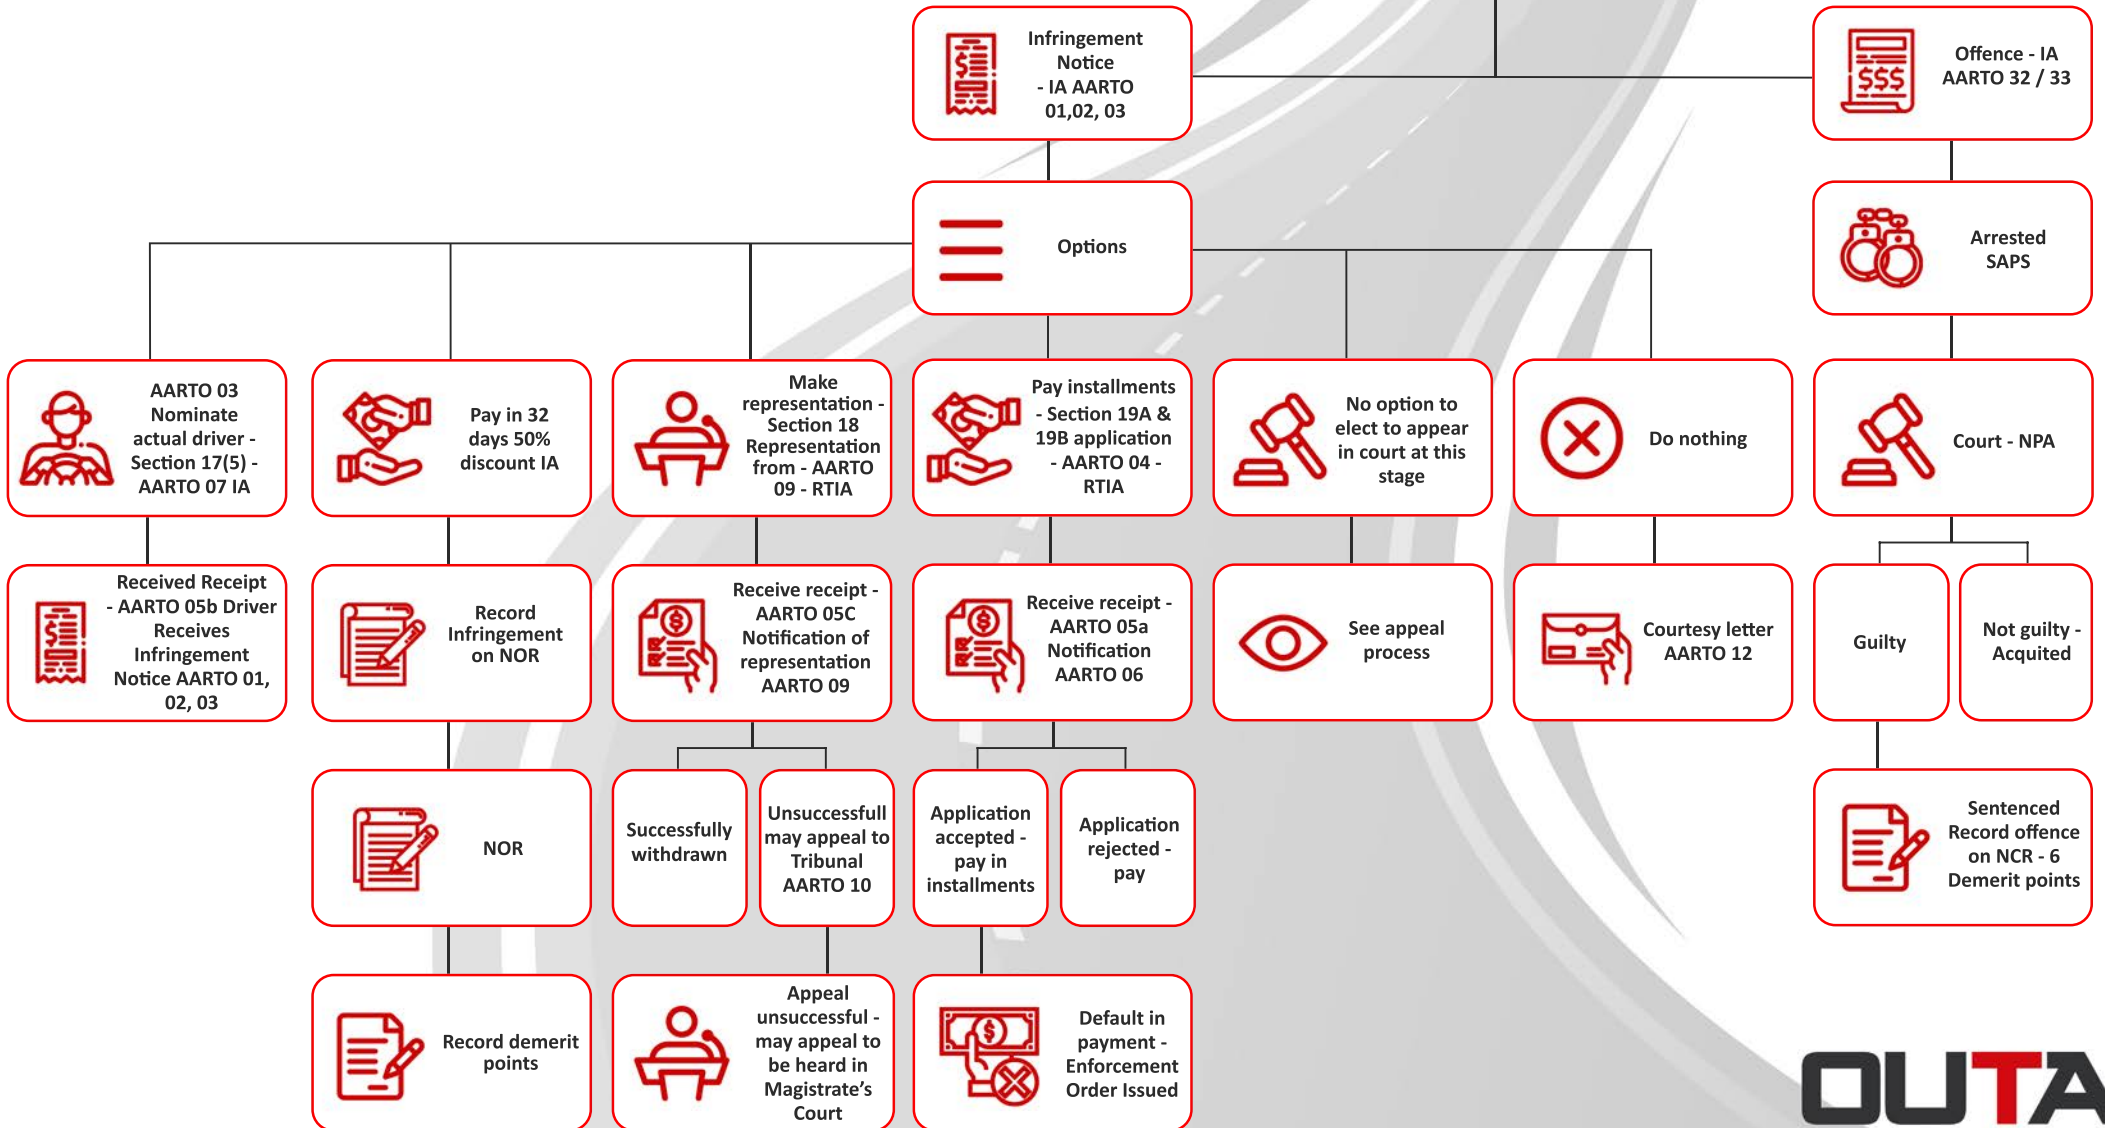 Infringement
Notice
- IA AARTO
01,02, 03
Offence - IA
AARTO 32 / 33
Options
Arrested
SAPS
AARTO 03
Nominate
actual driver -
Section 17(5) -
AARTO 07 IA
Pay in 32
days 50%
discount IA
Make
representation -
Section 18
Representation
from - AARTO
09 - RTIA
Pay installments
- Section 19A &
19B application
- AARTO 04 -
RTIA
No option to
elect to appear
in court at this
stage
Do nothing
Court - NPA
Received Receipt
- AARTO 05b Driver
Receives
Infringement
Notice AARTO 01,
02, 03
Record
Infringement
on NOR
Receive receipt -
AARTO 05C
Notification of
representation
AARTO 09
Receive receipt -
AARTO 05a
Notification
AARTO 06
See appeal
process
Courtesy letter
AARTO 12
Guilty
Not guilty -
Acquited
NOR
Successfully
withdrawn
Unsuccessfull
may appeal to
Tribunal
AARTO 10
Application
accepted -
pay in
installments
Application
rejected -
pay
Sentenced
Record offence
on NCR - 6
Demerit points
Record demerit
points
Appeal
unsuccessful -
may appeal to
be heard in
Magistrate's
Court
Default in
payment -
Enforcement
Order Issued
OUTA